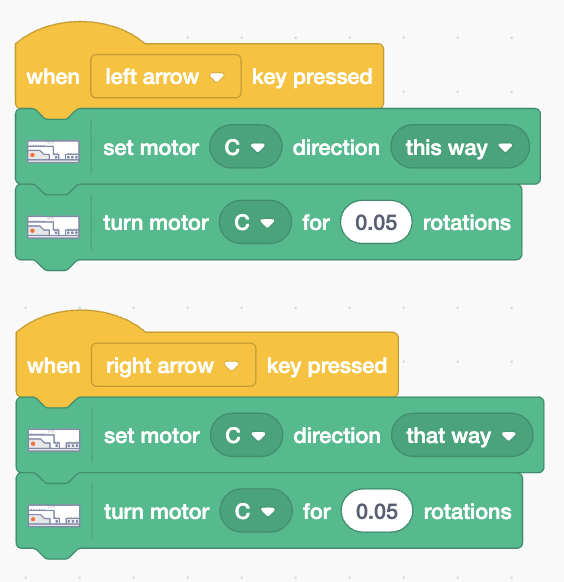 when left arrow key pressed
set motor C direction this way
turn motor C for 0.05 rotations
when right arrow key pressed
set motor C direction that way
turn motor C for 0.05 rotations